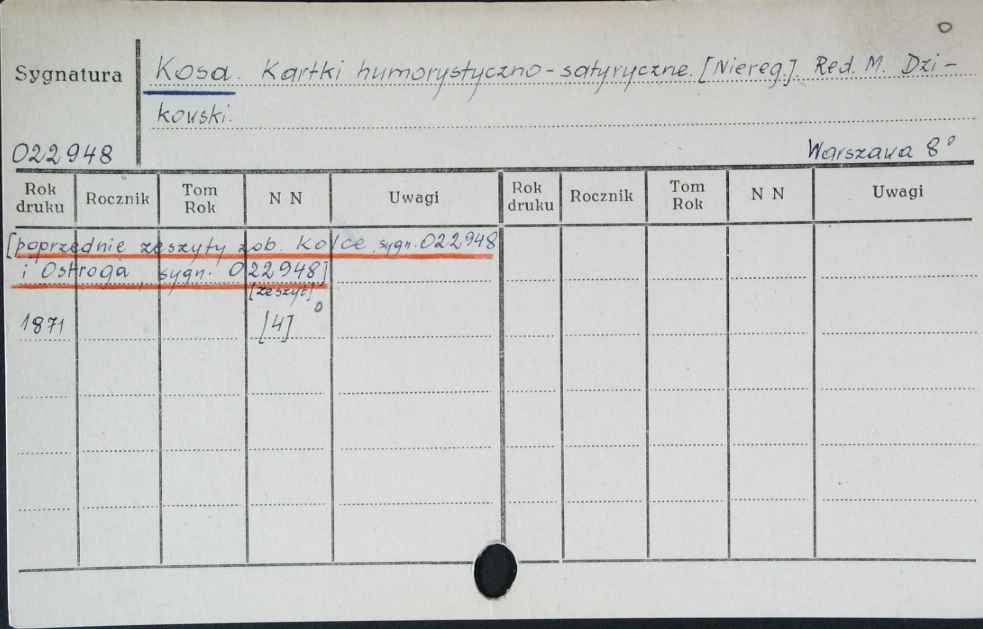 Sygnatura
Kosa. Kartki humorystyczno-satyryczne. [Niereg.]. Red. M. Dzi-
kowski.
022948
Warszawa 8°
Rok druku Rocznik Tom Rok N N Uwagi Rok druku Rocznik Tom Rok N N Uwagi
[poprzednie zeszyty zob. Kolce sygn. 022948
i Ostroga, sygn. 022948]
[zeszyt]
1871 [4]